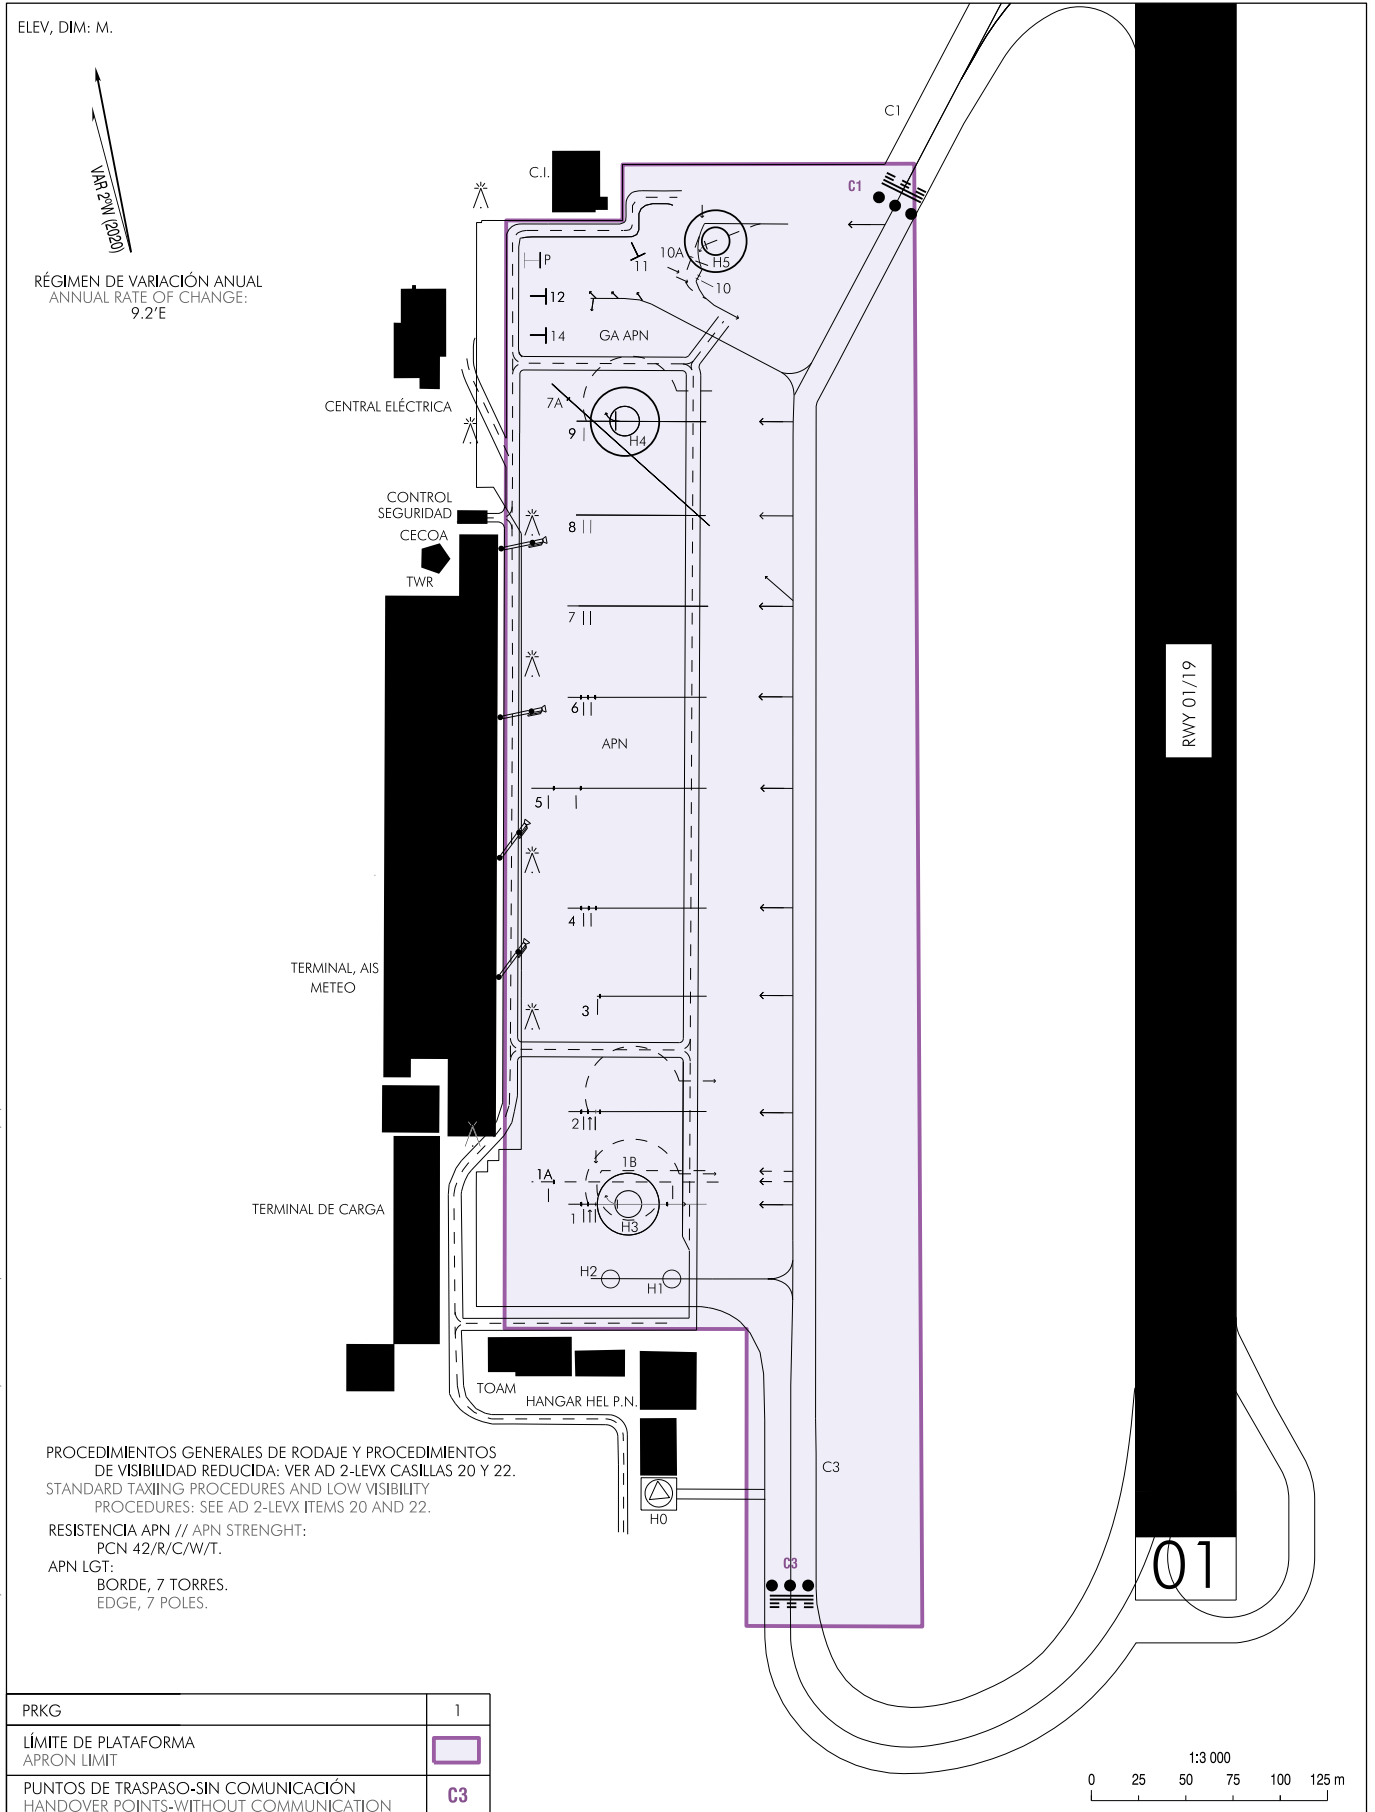 ELEV, DIM: M.
VAR 2ºW (2020)
RÉGIMEN DE VARIACIÓN ANUAL
ANNUAL RATE OF CHANGE:
9.2'E
C1
C.I.
C1
P
11
10A
H5
10
12
14
GA APN
CENTRAL ELÉCTRICA
7A
9
H4
CONTROL
SEGURIDAD
CECOA
TWR
8
7
6
APN
5
RWY 01/19
4
TERMINAL, AIS
METEO
3
2
1B
1A
TERMINAL DE CARGA
1
H3
H2
H1
TOAM
HANGAR HEL P.N.
H0
C3
C3
01
PROCEDIMIENTOS GENERALES DE RODAJE Y PROCEDIMIENTOS
DE VISIBILIDAD REDUCIDA: VER AD 2-LEVX CASILLAS 20 Y 22.
STANDARD TAXIING PROCEDURES AND LOW VISIBILITY
PROCEDURES: SEE AD 2-LEVX ITEMS 20 AND 22.
RESISTENCIA APN // APN STRENGHT:
PCN 42/R/C/W/T.
APN LGT:
BORDE, 7 TORRES.
EDGE, 7 POLES.
PRKG 1
LÍMITE DE PLATAFORMA
APRON LIMIT
PUNTOS DE TRASPASO-SIN COMUNICACIÓN
HANDOVER POINTS-WITHOUT COMMUNICATION
C3
1:3 000
0 25 50 75 100 125 m